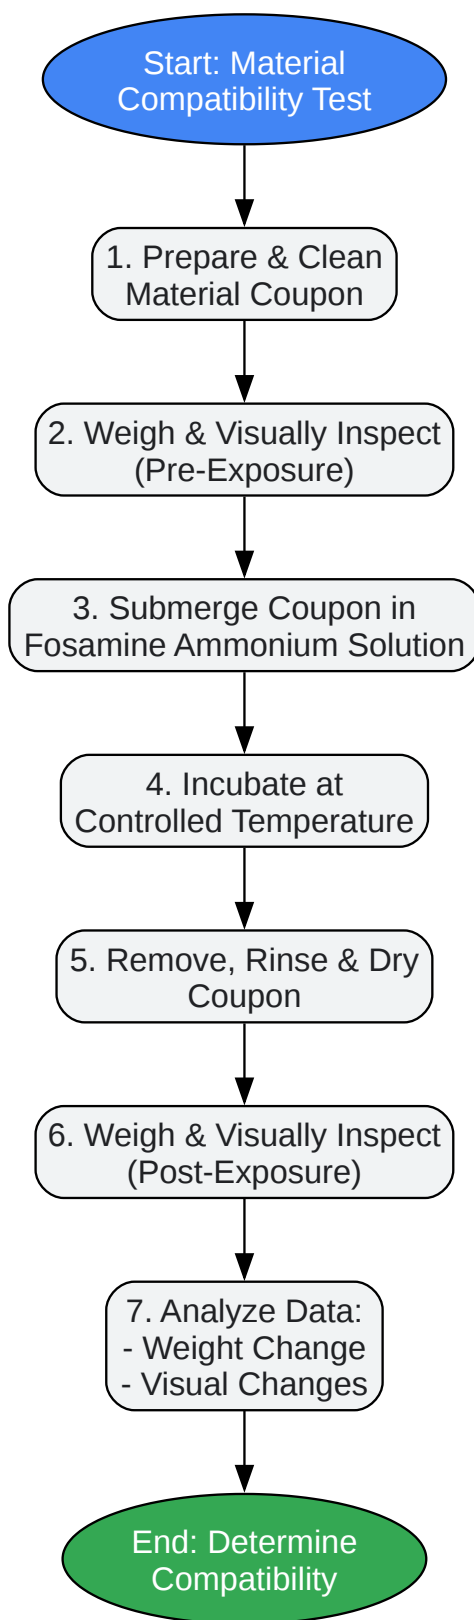 Start: Material
Compatibility Test
1. Prepare & Clean
Material Coupon
2. Weigh & Visually Inspect
(Pre-Exposure)
3. Submerge Coupon in
Fosamine Ammonium Solution
4. Incubate at
Controlled Temperature
5. Remove, Rinse & Dry
Coupon
6. Weigh & Visually Inspect
(Post-Exposure)
7. Analyze Data:
- Weight Change
- Visual Changes
End: Determine
Compatibility